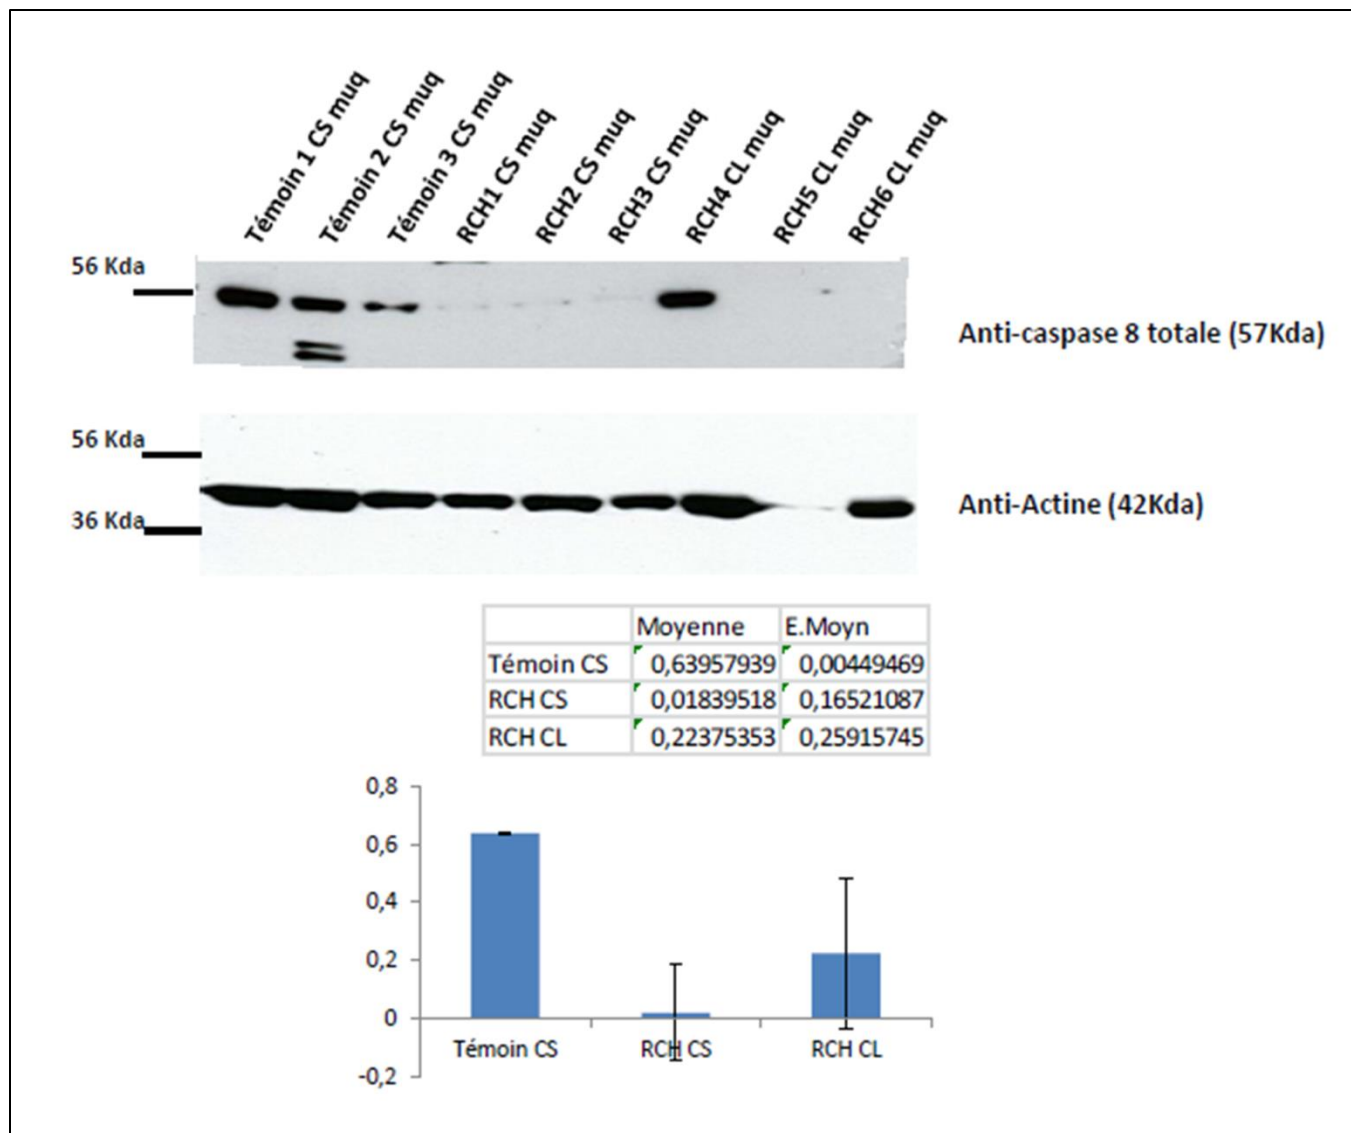 Témoin 1 CS muq
Témoin 2 CS muq
Témoin 3 CS muq
RCH1 CS muq
RCH2 CS muq
RCH3 CS muq
RCH4 CL muq
RCH5 CL muq
RCH6 CL muq
56 Kda
Anti-caspase 8 totale (57Kda)
56 Kda
36 Kda
Anti-Actine (42Kda)
Moyenne E.Moyn
Témoin CS 0,63957939 0,00449469
RCH CS 0,01839518 0,16521087
RCH CL 0,22375353 0,25915745
0,8
0,6
0,4
0,2
0
-0,2
Témoin CS RCH CS RCH CL